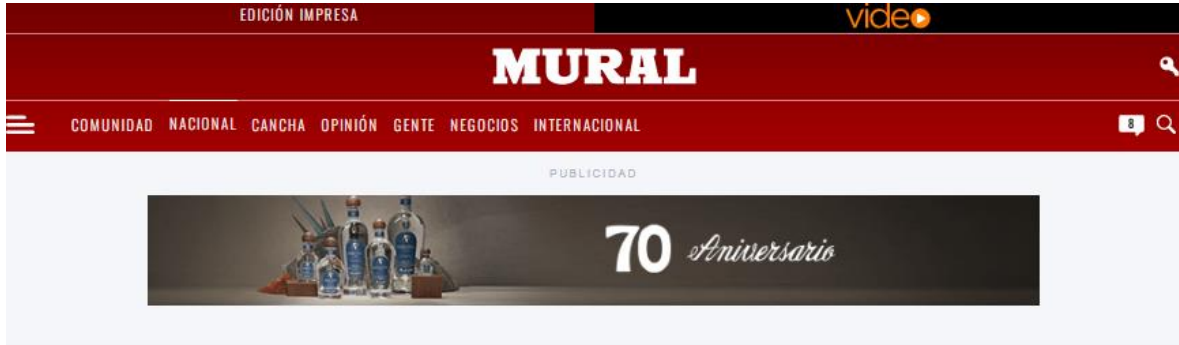 EDICIÓN IMPRESA
video
MURAL
COMUNIDAD NACIONAL CANCHA OPINIÓN GENTE NEGOCIOS INTERNACIONAL
8
PUBLICIDAD
70 Aniversario